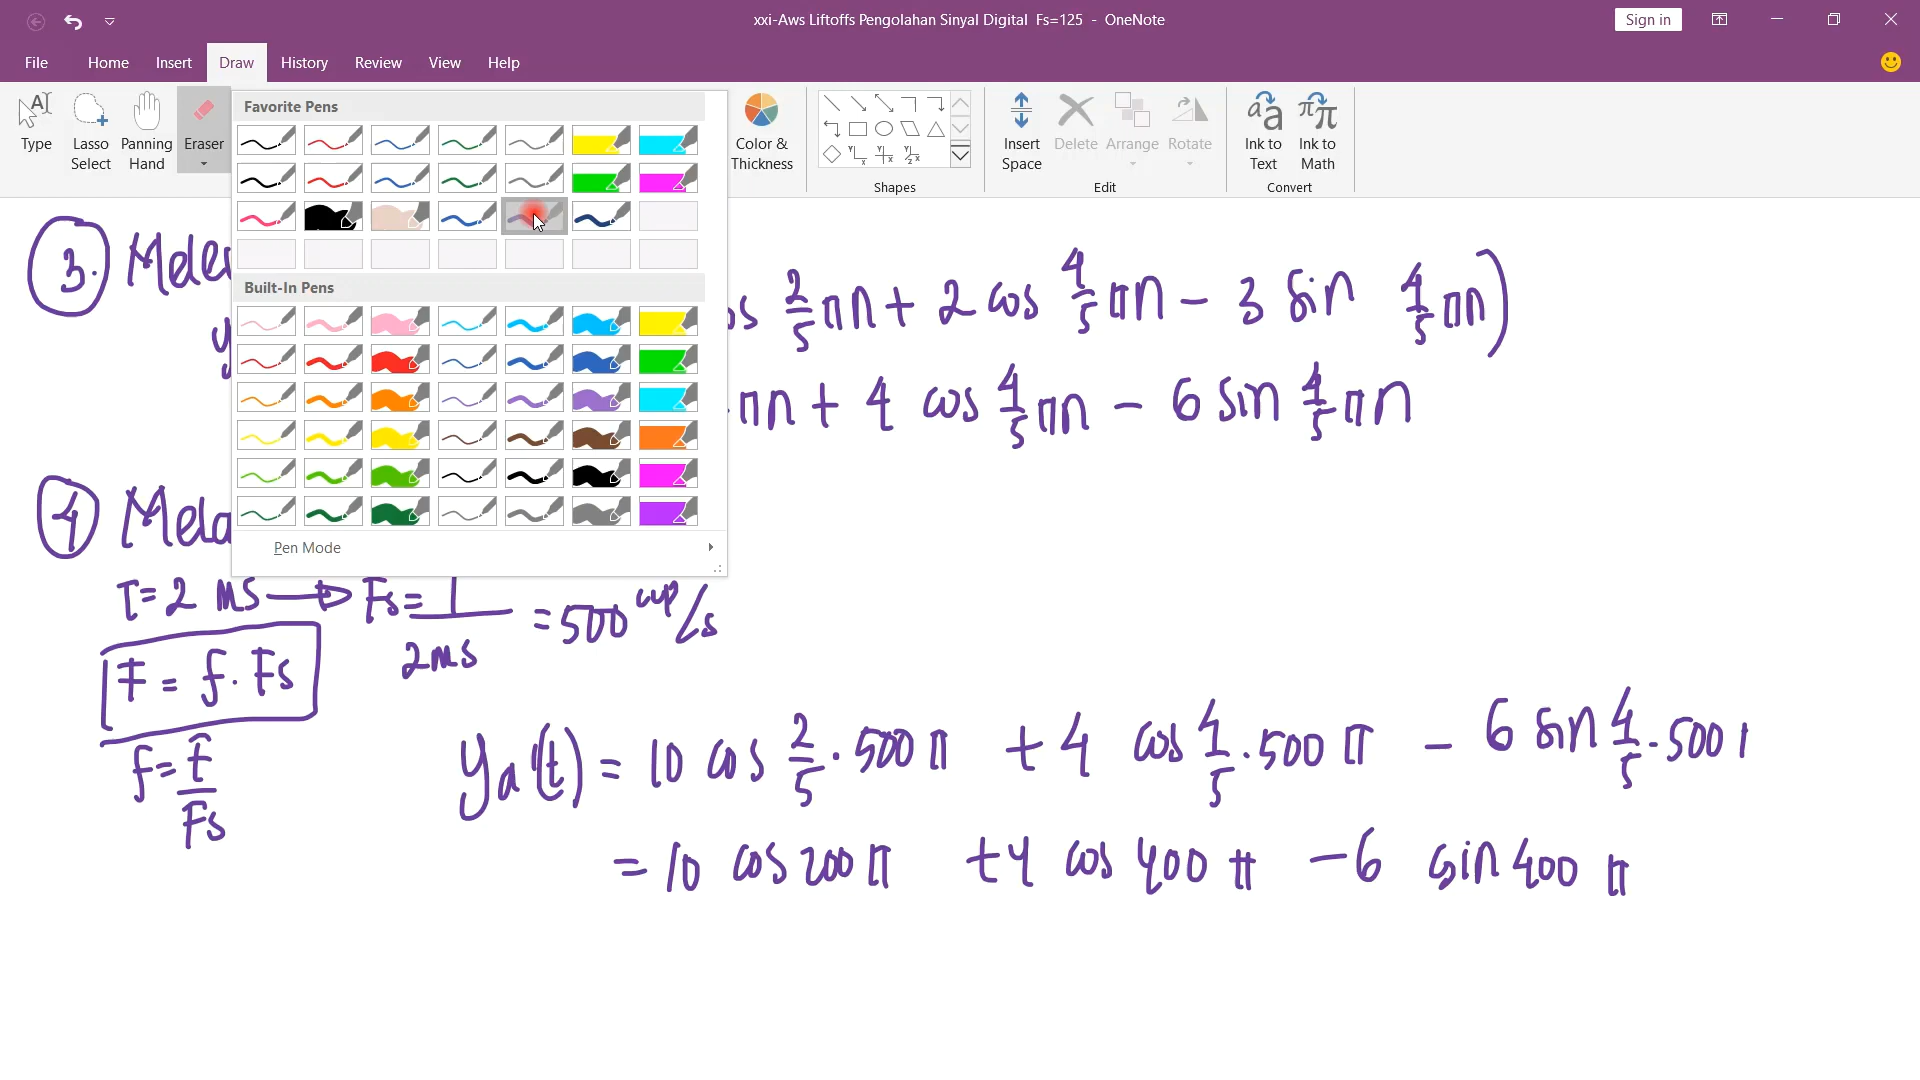 xxi-Aws Liftoffs Pengolahan Sinyal Digital Fs=125 - OneNote
Sign in
File Home Insert Draw History Review View Help
Type
Lasso Select
Panning Hand
Eraser
Color & Thickness
Shapes
Insert Space
Delete
Arrange
Rotate
Edit
Ink to Text
Ink to Math
Convert
Favorite Pens
Built-In Pens
Pen Mode
3.
2/5 πn + 2 cos 4/5 πn - 3 sin 4/5 πn)
πn + 4 cos 4/5 πn - 6 sin 4/5 πn
4
T = 2 ms → Fs = 1/2ms = 500 /s
F = f . Fs
f = F/Fs
ya(t) = 10 cos 2/5 . 500 π + 4 cos 4/5 . 500 π - 6 sin 4/5 . 500
= 10 cos 200 π + 4 cos 400 π - 6 sin 400 π